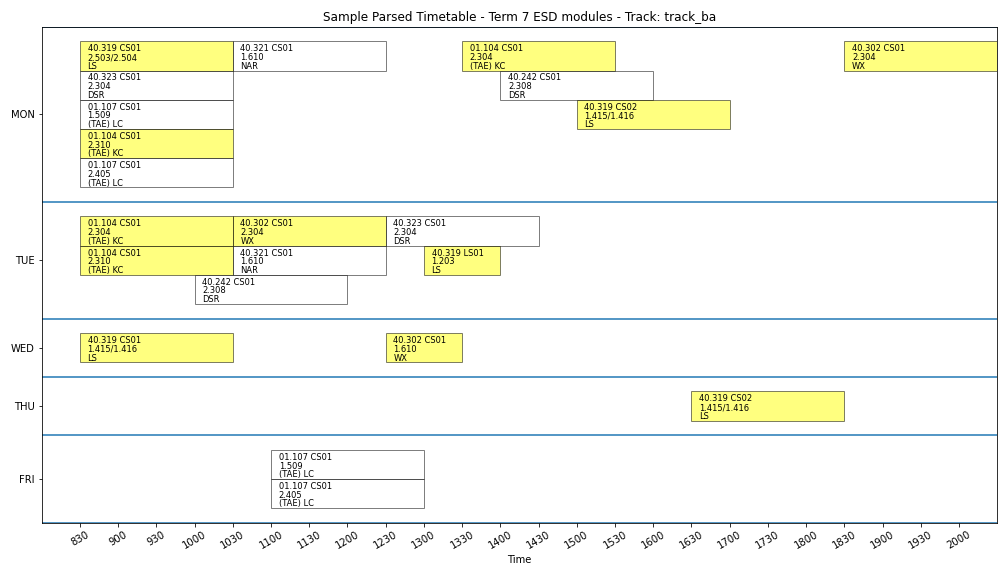 Sample Parsed Timetable - Term 7 ESD modules - Track: track_ba
MON
40.319 CS01
2.503/2.504
LS
40.321 CS01
1.610
NAR
01.104 CS01
2.304
(TAE) KC
40.302 CS01
2.304
WX
40.323 CS01
2.304
DSR
40.242 CS01
2.308
DSR
01.107 CS01
1.509
(TAE) LC
40.319 CS02
1.415/1.416
LS
01.104 CS01
2.310
(TAE) KC
01.107 CS01
2.405
(TAE) LC
TUE
01.104 CS01
2.304
(TAE) KC
40.302 CS01
2.304
WX
40.323 CS01
2.304
DSR
01.104 CS01
2.310
(TAE) KC
40.321 CS01
1.610
NAR
40.319 LS01
1.203
LS
40.242 CS01
2.308
DSR
WED
40.319 CS01
1.415/1.416
LS
40.302 CS01
1.610
WX
THU
40.319 CS02
1.415/1.416
LS
FRI
01.107 CS01
1.509
(TAE) LC
01.107 CS01
2.405
(TAE) LC
830 900 930 1000 1030 1100 1130 1200 1230 1300 1330 1400 1430 1500 1530 1600 1630 1700 1730 1800 1830 1900 1930 2000
Time